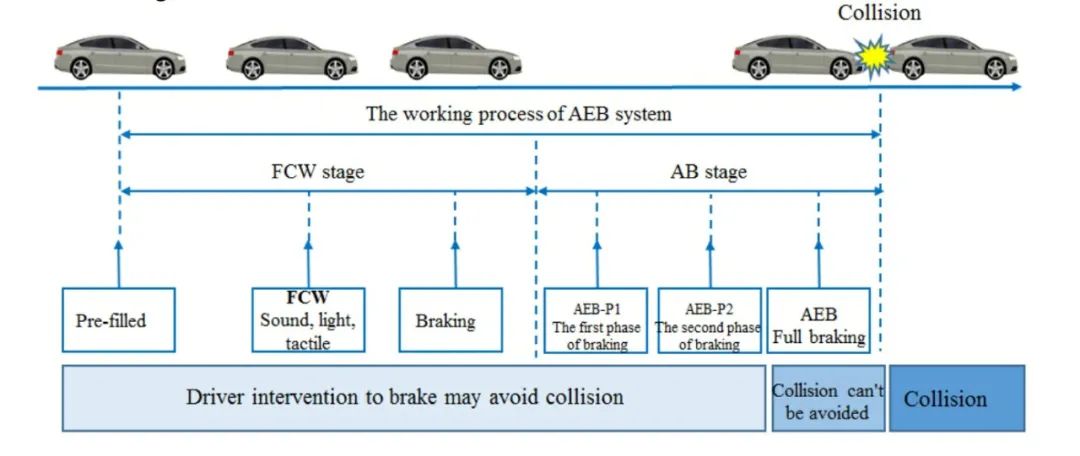 Collision
The working process of AEB system
FCW stage
AB stage
Pre-filled
FCW
Sound, light,
tactile
Braking
AEB-P1
The first phase
of braking
AEB-P2
The second phase
of braking
AEB
Full braking
Driver intervention to brake may avoid collision
Collision can't
be avoided
Collision